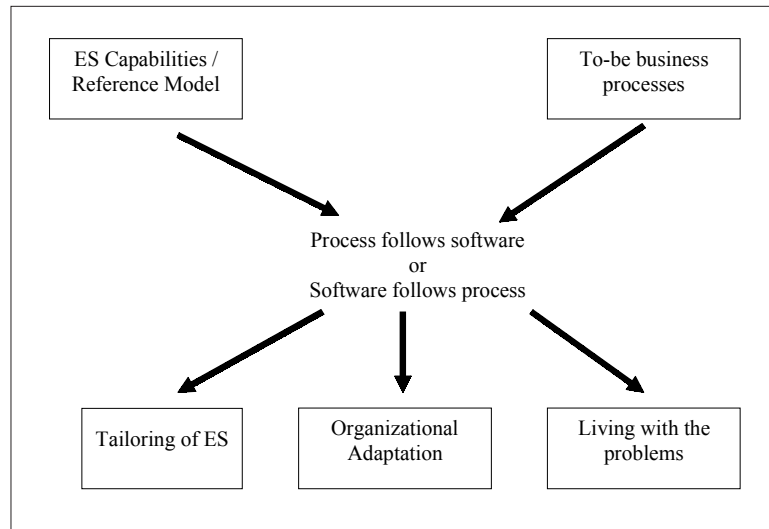 ES Capabilities /
Reference Model
To-be business
processes
Process follows software
or
Software follows process
Tailoring of ES
Organizational
Adaptation
Living with the
problems